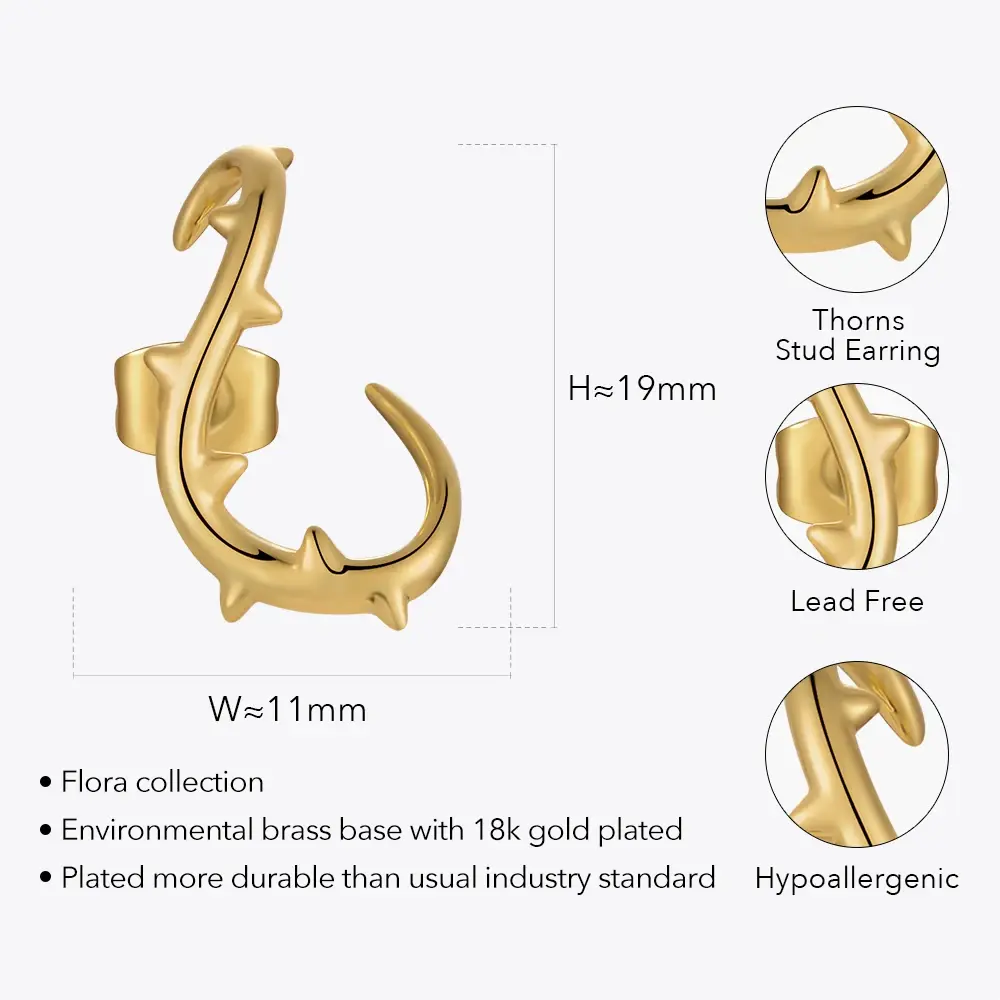 H≈19mm
W≈11mm
• Flora collection
• Environmental brass base with 18k gold plated
• Plated more durable than usual industry standard
Thorns
Stud Earring
Lead Free
Hypoallergenic